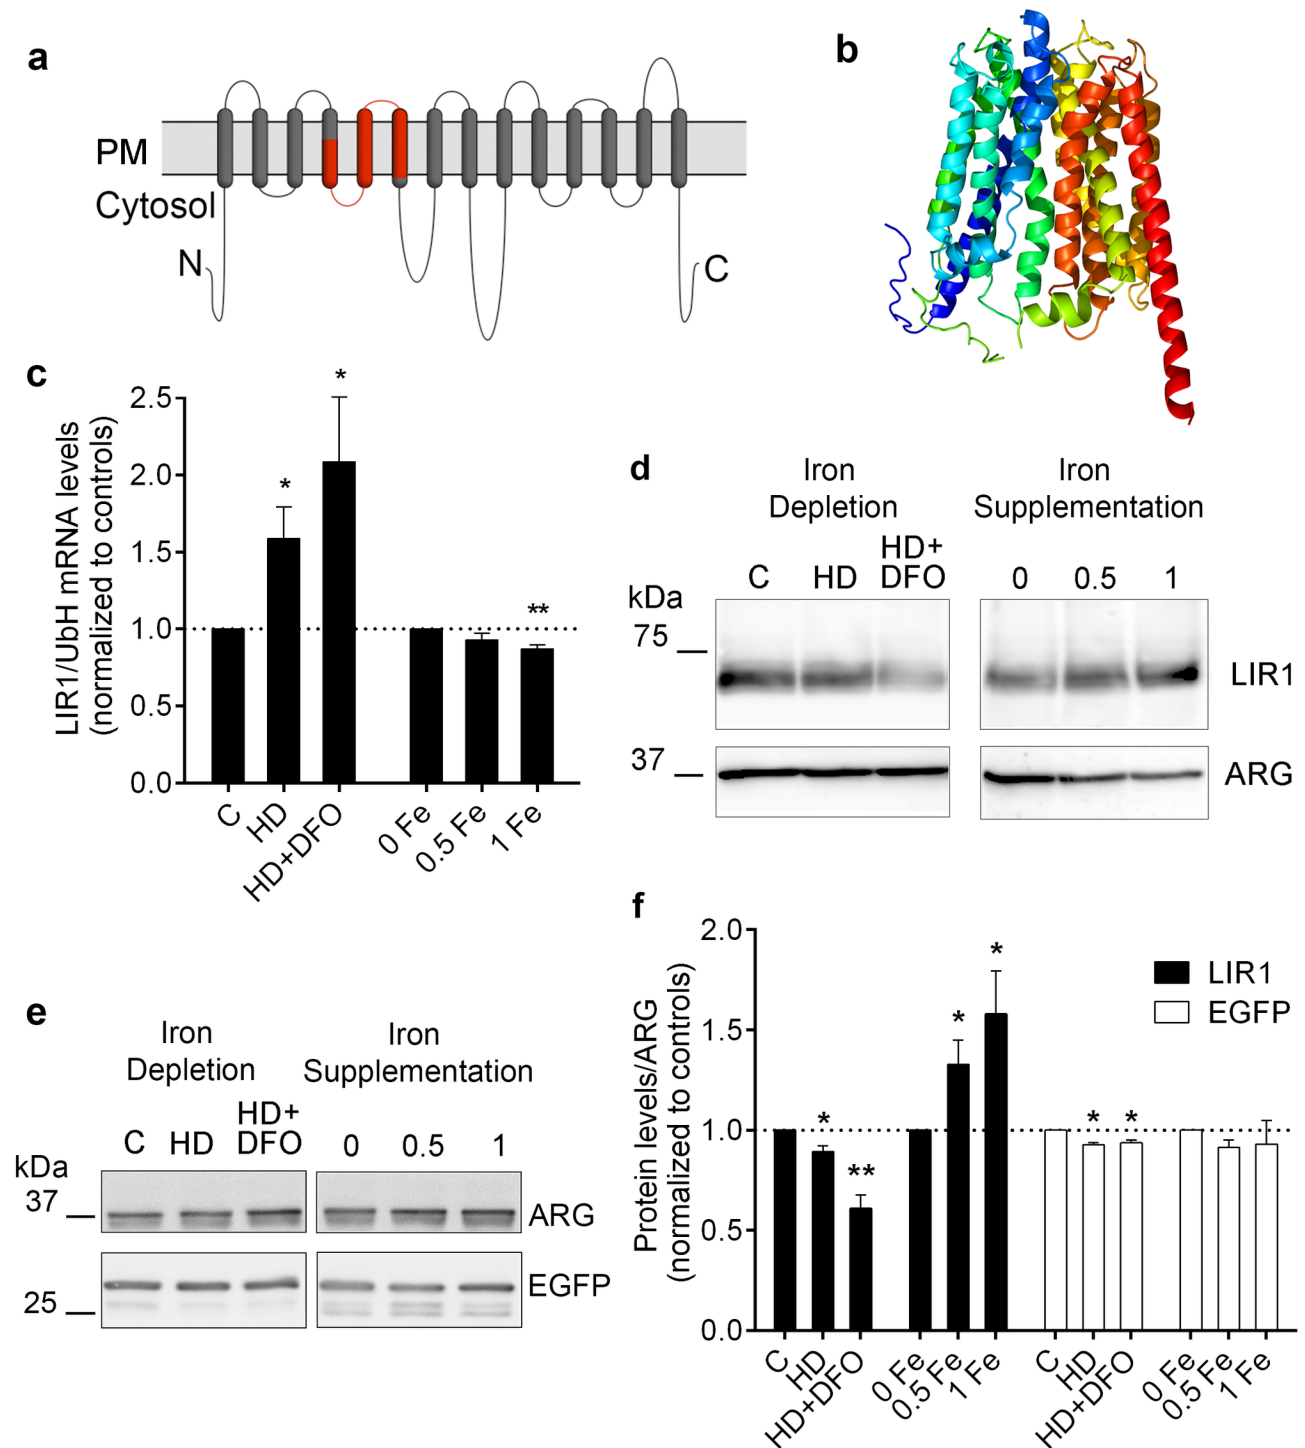 a
PM
Cytosol
N
C
b
c
LIR1/UbH mRNA levels
(normalized to controls)
2.5
2.0
1.5
1.0
0.5
0.0
*
*
**
C
HD
HD+DFO
0 Fe
0.5 Fe
1 Fe
d
Iron
Depletion
Iron
Supplementation
kDa
C
HD
HD+
DFO
0
0.5
1
75
LIR1
37
ARG
e
Iron
Depletion
Iron
Supplementation
kDa
C
HD
HD+
DFO
0
0.5
1
37
ARG
25
EGFP
f
Protein levels/ARG
(normalized to controls)
2.0
1.5
1.0
0.5
0.0
*
**
*
*
*
*
LIR1
EGFP
C
HD
HD+DFO
0 Fe
0.5 Fe
1 Fe
C
HD
HD+DFO
0 Fe
0.5 Fe
1 Fe